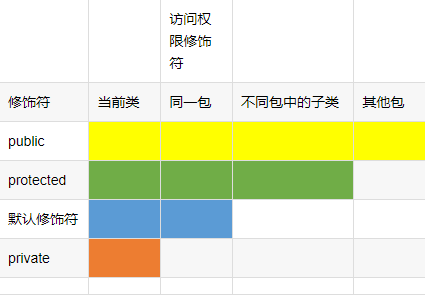 访问权
限修饰
符
修饰符 当前类 同一包 不同包中的子类 其他包
public
protected
默认修饰符
private